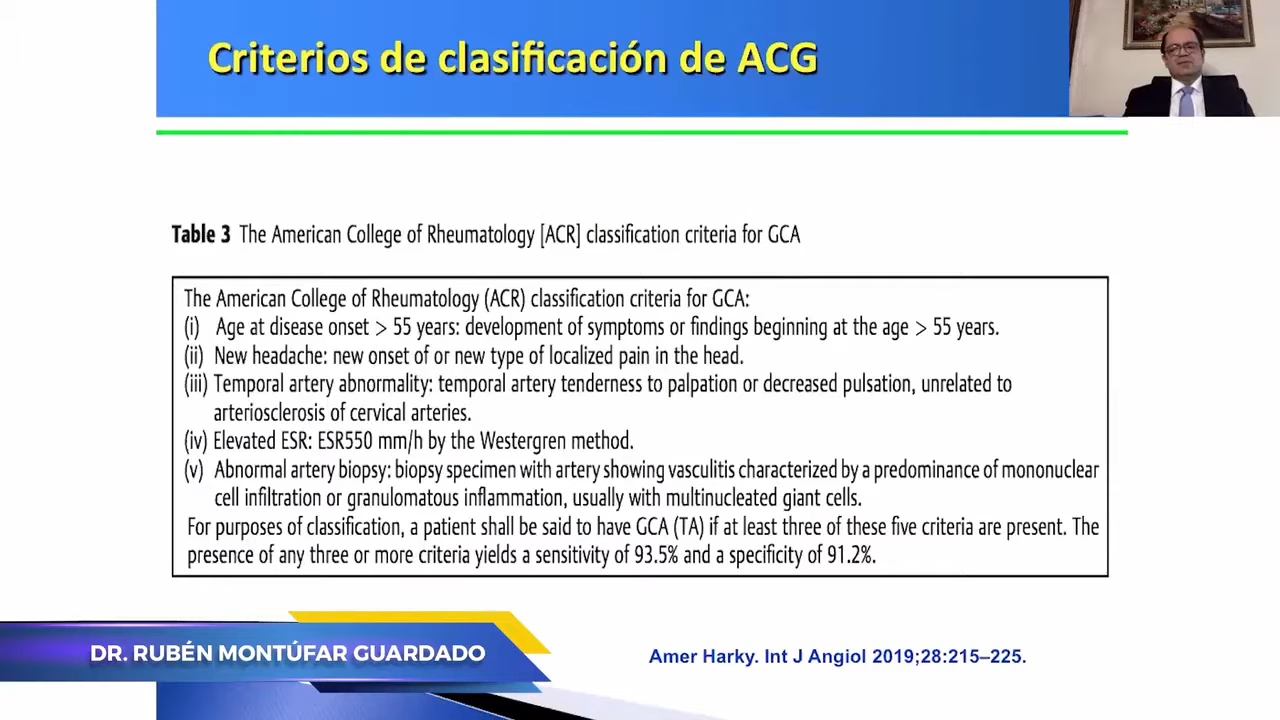 Criterios de clasificación de ACG
Table 3 The American College of Rheumatology [ACR] classification criteria for GCA
The American College of Rheumatology (ACR) classification criteria for GCA:
(i) Age at disease onset > 55 years: development of symptoms or findings beginning at the age > 55 years.
(ii) New headache: new onset of or new type of localized pain in the head.
(iii) Temporal artery abnormality: temporal artery tenderness to palpation or decreased pulsation, unrelated to
arteriosclerosis of cervical arteries.
(iv) Elevated ESR: ESR550 mm/h by the Westergren method.
(v) Abnormal artery biopsy: biopsy specimen with artery showing vasculitis characterized by a predominance of mononuclear
cell infiltration or granulomatous inflammation, usually with multinucleated giant cells.
For purposes of classification, a patient shall be said to have GCA (TA) if at least three of these five criteria are present. The
presence of any three or more criteria yields a sensitivity of 93.5% and a specificity of 91.2%.
DR. RUBÉN MONTÚFAR GUARDADO
Amer Harky. Int J Angiol 2019;28:215–225.